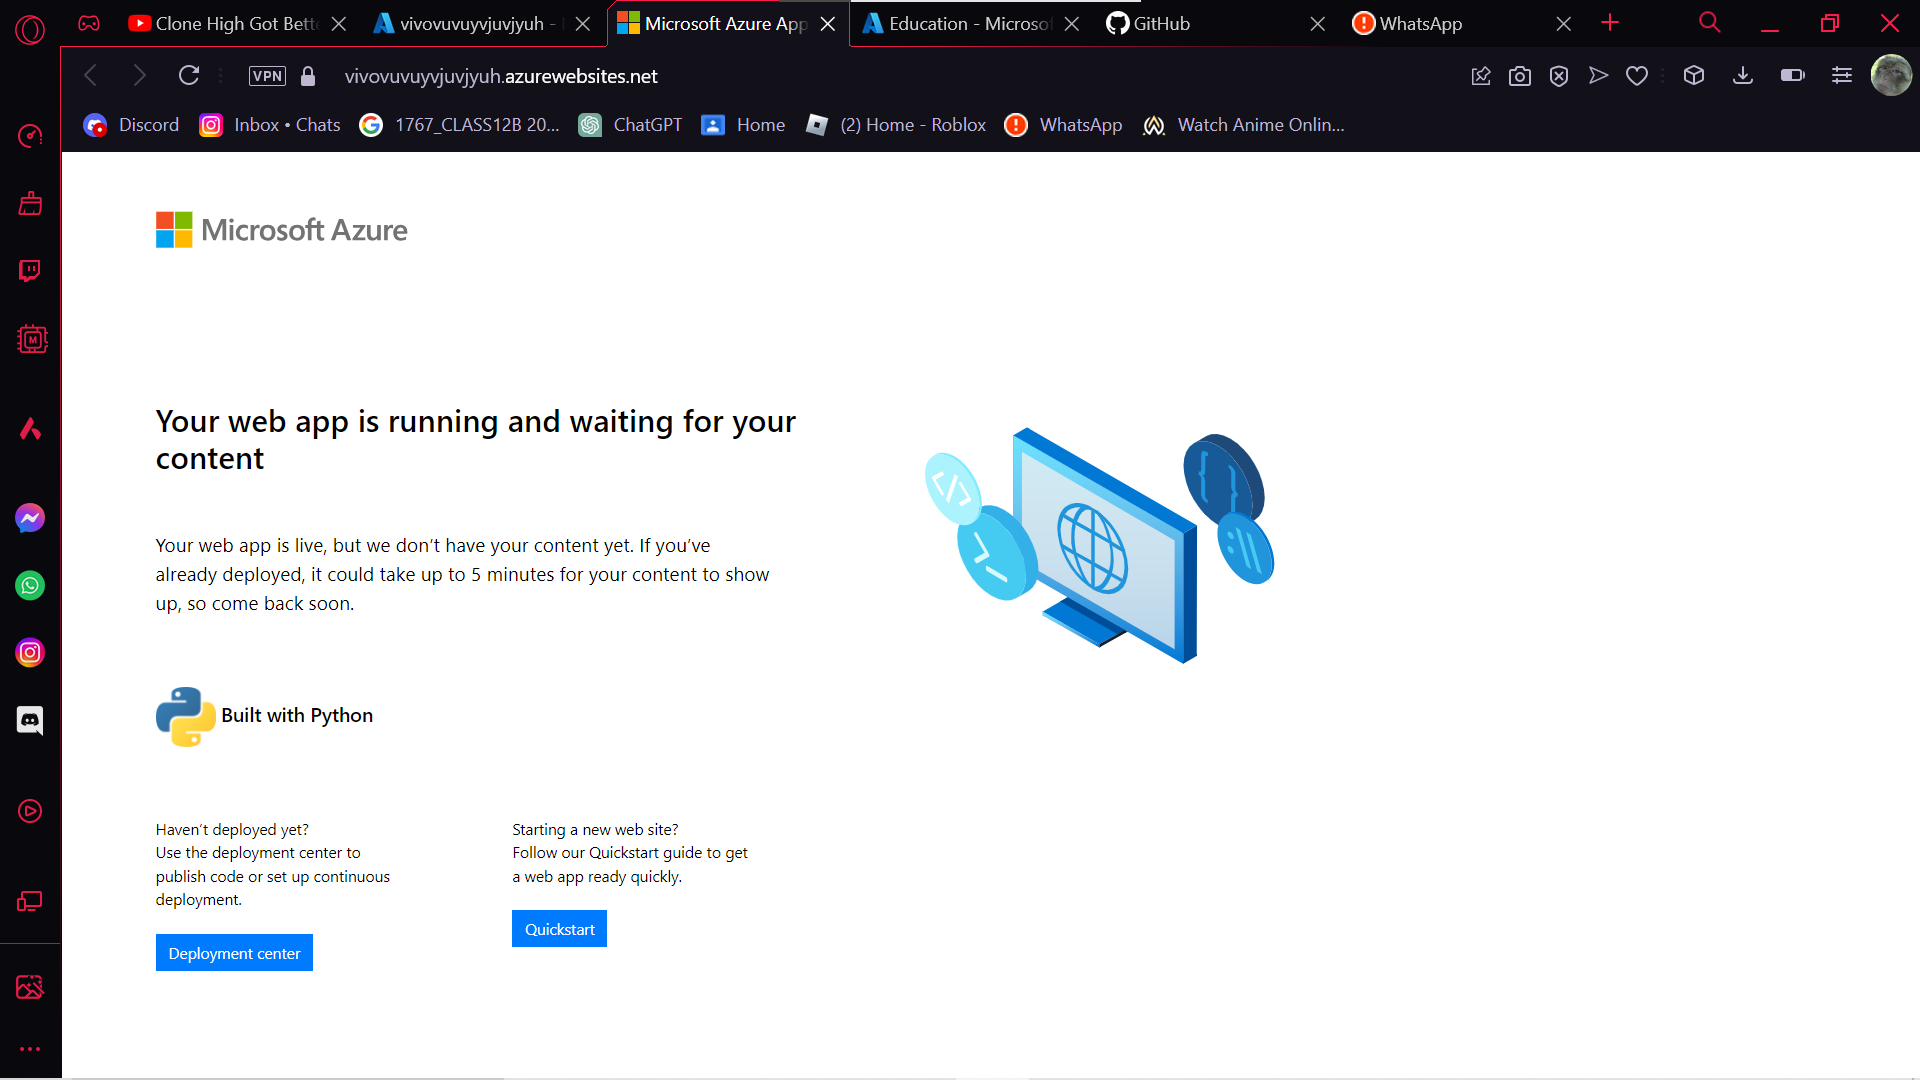 Clone High Got Bette
vivovuvuyvjuvjyuh -
Microsoft Azure App
Education - Microsof
GitHub
WhatsApp
VPN
vivovuvuyvjuvjyuh.azurewebsites.net
Discord
Inbox • Chats
1767_CLASS12B 20...
ChatGPT
Home
(2) Home - Roblox
WhatsApp
Watch Anime Onlin...
M
Microsoft Azure
Your web app is running and waiting for your
content
Your web app is live, but we don’t have your content yet. If you’ve
already deployed, it could take up to 5 minutes for your content to show
up, so come back soon.
Built with Python
Haven’t deployed yet?
Use the deployment center to
publish code or set up continuous
deployment.
Deployment center
Starting a new web site?
Follow our Quickstart guide to get
a web app ready quickly.
Quickstart